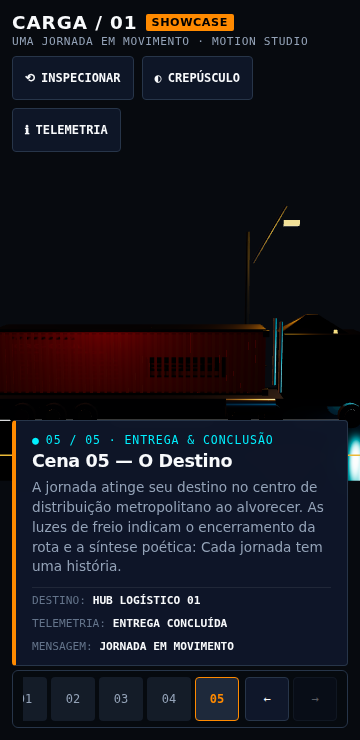 CARGA / 01 SHOWCASE
UMA JORNADA EM MOVIMENTO · MOTION STUDIO
⟲ INSPECIONAR ◐ CREPÚSCULO
ℹ TELEMETRIA
● 05 / 05 · ENTREGA & CONCLUSÃO
Cena 05 — O Destino
A jornada atinge seu destino no centro de
distribuição metropolitano ao alvorecer. As
luzes de freio indicam o encerramento da
rota e a síntese poética: Cada jornada tem
uma história.
DESTINO: HUB LOGÍSTICO 01
TELEMETRIA: ENTREGA CONCLUÍDA
MENSAGEM: JORNADA EM MOVIMENTO
01 02 03 04 05 ← →